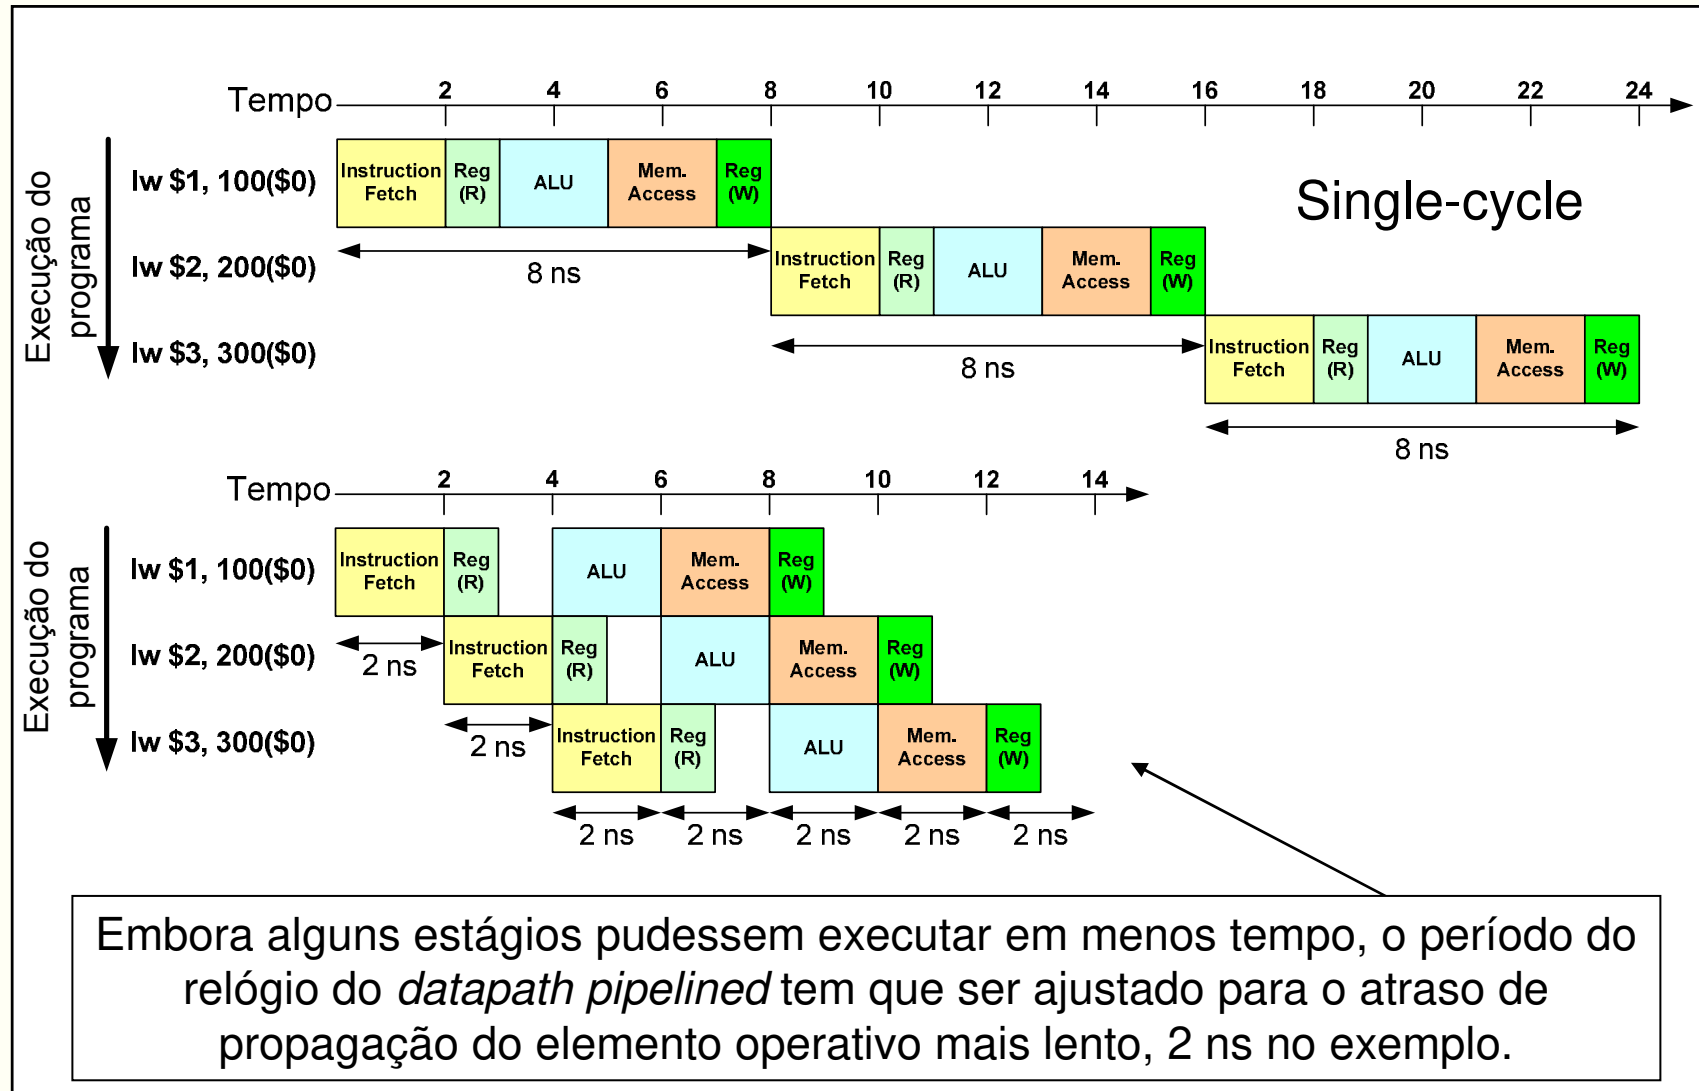 Tempo
2 4 6 8 10 12 14 16 18 20 22 24
Execução do
programa
lw $1, 100($0)
Instruction
Fetch
Reg
(R)
ALU
Mem.
Access
Reg
(W)
Single-cycle
8 ns
lw $2, 200($0)
Instruction
Fetch
Reg
(R)
ALU
Mem.
Access
Reg
(W)
8 ns
lw $3, 300($0)
Instruction
Fetch
Reg
(R)
ALU
Mem.
Access
Reg
(W)
8 ns
Tempo
2 4 6 8 10 12 14
Execução do
programa
lw $1, 100($0)
Instruction
Fetch
Reg
(R)
ALU
Mem.
Access
Reg
(W)
2 ns
lw $2, 200($0)
Instruction
Fetch
Reg
(R)
ALU
Mem.
Access
Reg
(W)
2 ns
lw $3, 300($0)
Instruction
Fetch
Reg
(R)
ALU
Mem.
Access
Reg
(W)
2 ns 2 ns 2 ns 2 ns 2 ns
Embora alguns estágios pudessem executar em menos tempo, o período do
relógio do datapath pipelined tem que ser ajustado para o atraso de
propagação do elemento operativo mais lento, 2 ns no exemplo.